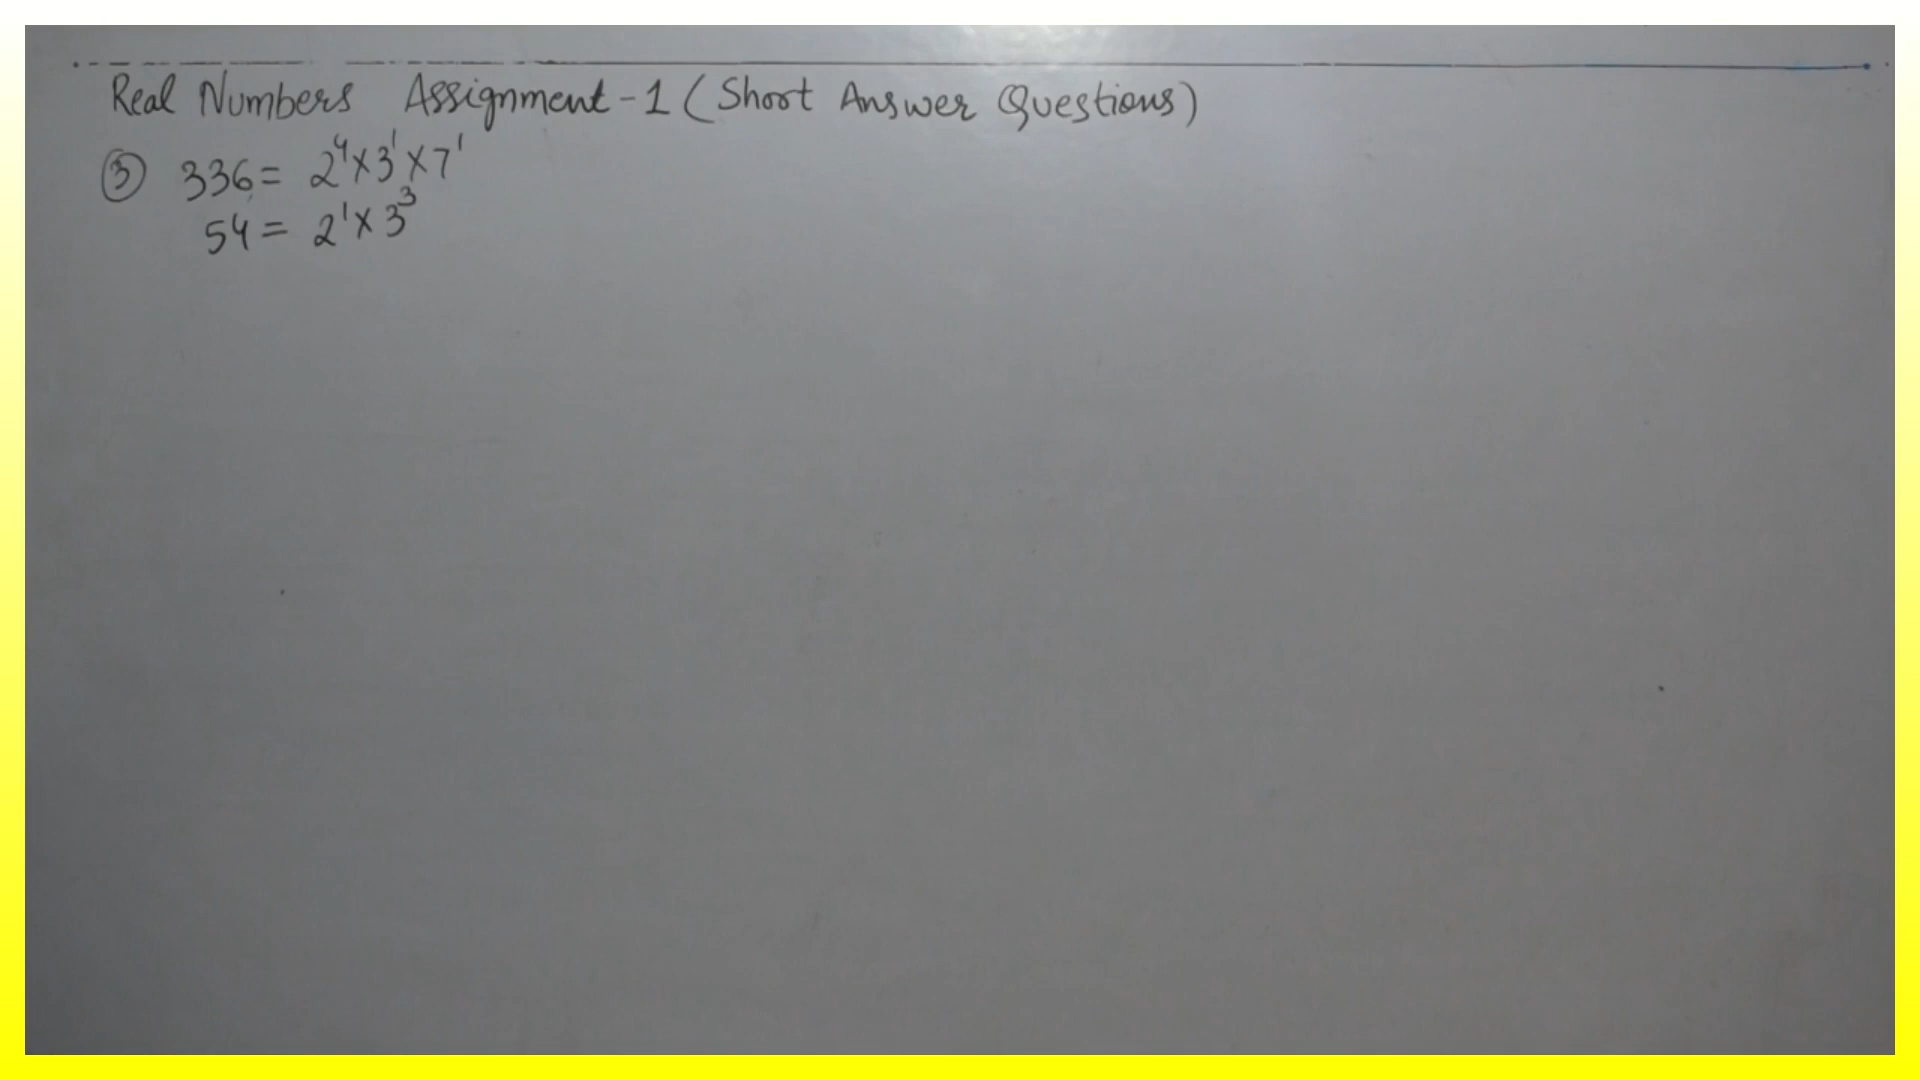 Real Numbers Assignment-1 (Short Answer Questions)
③ 336 = 2⁴×3¹×7¹
54 = 2¹×3³